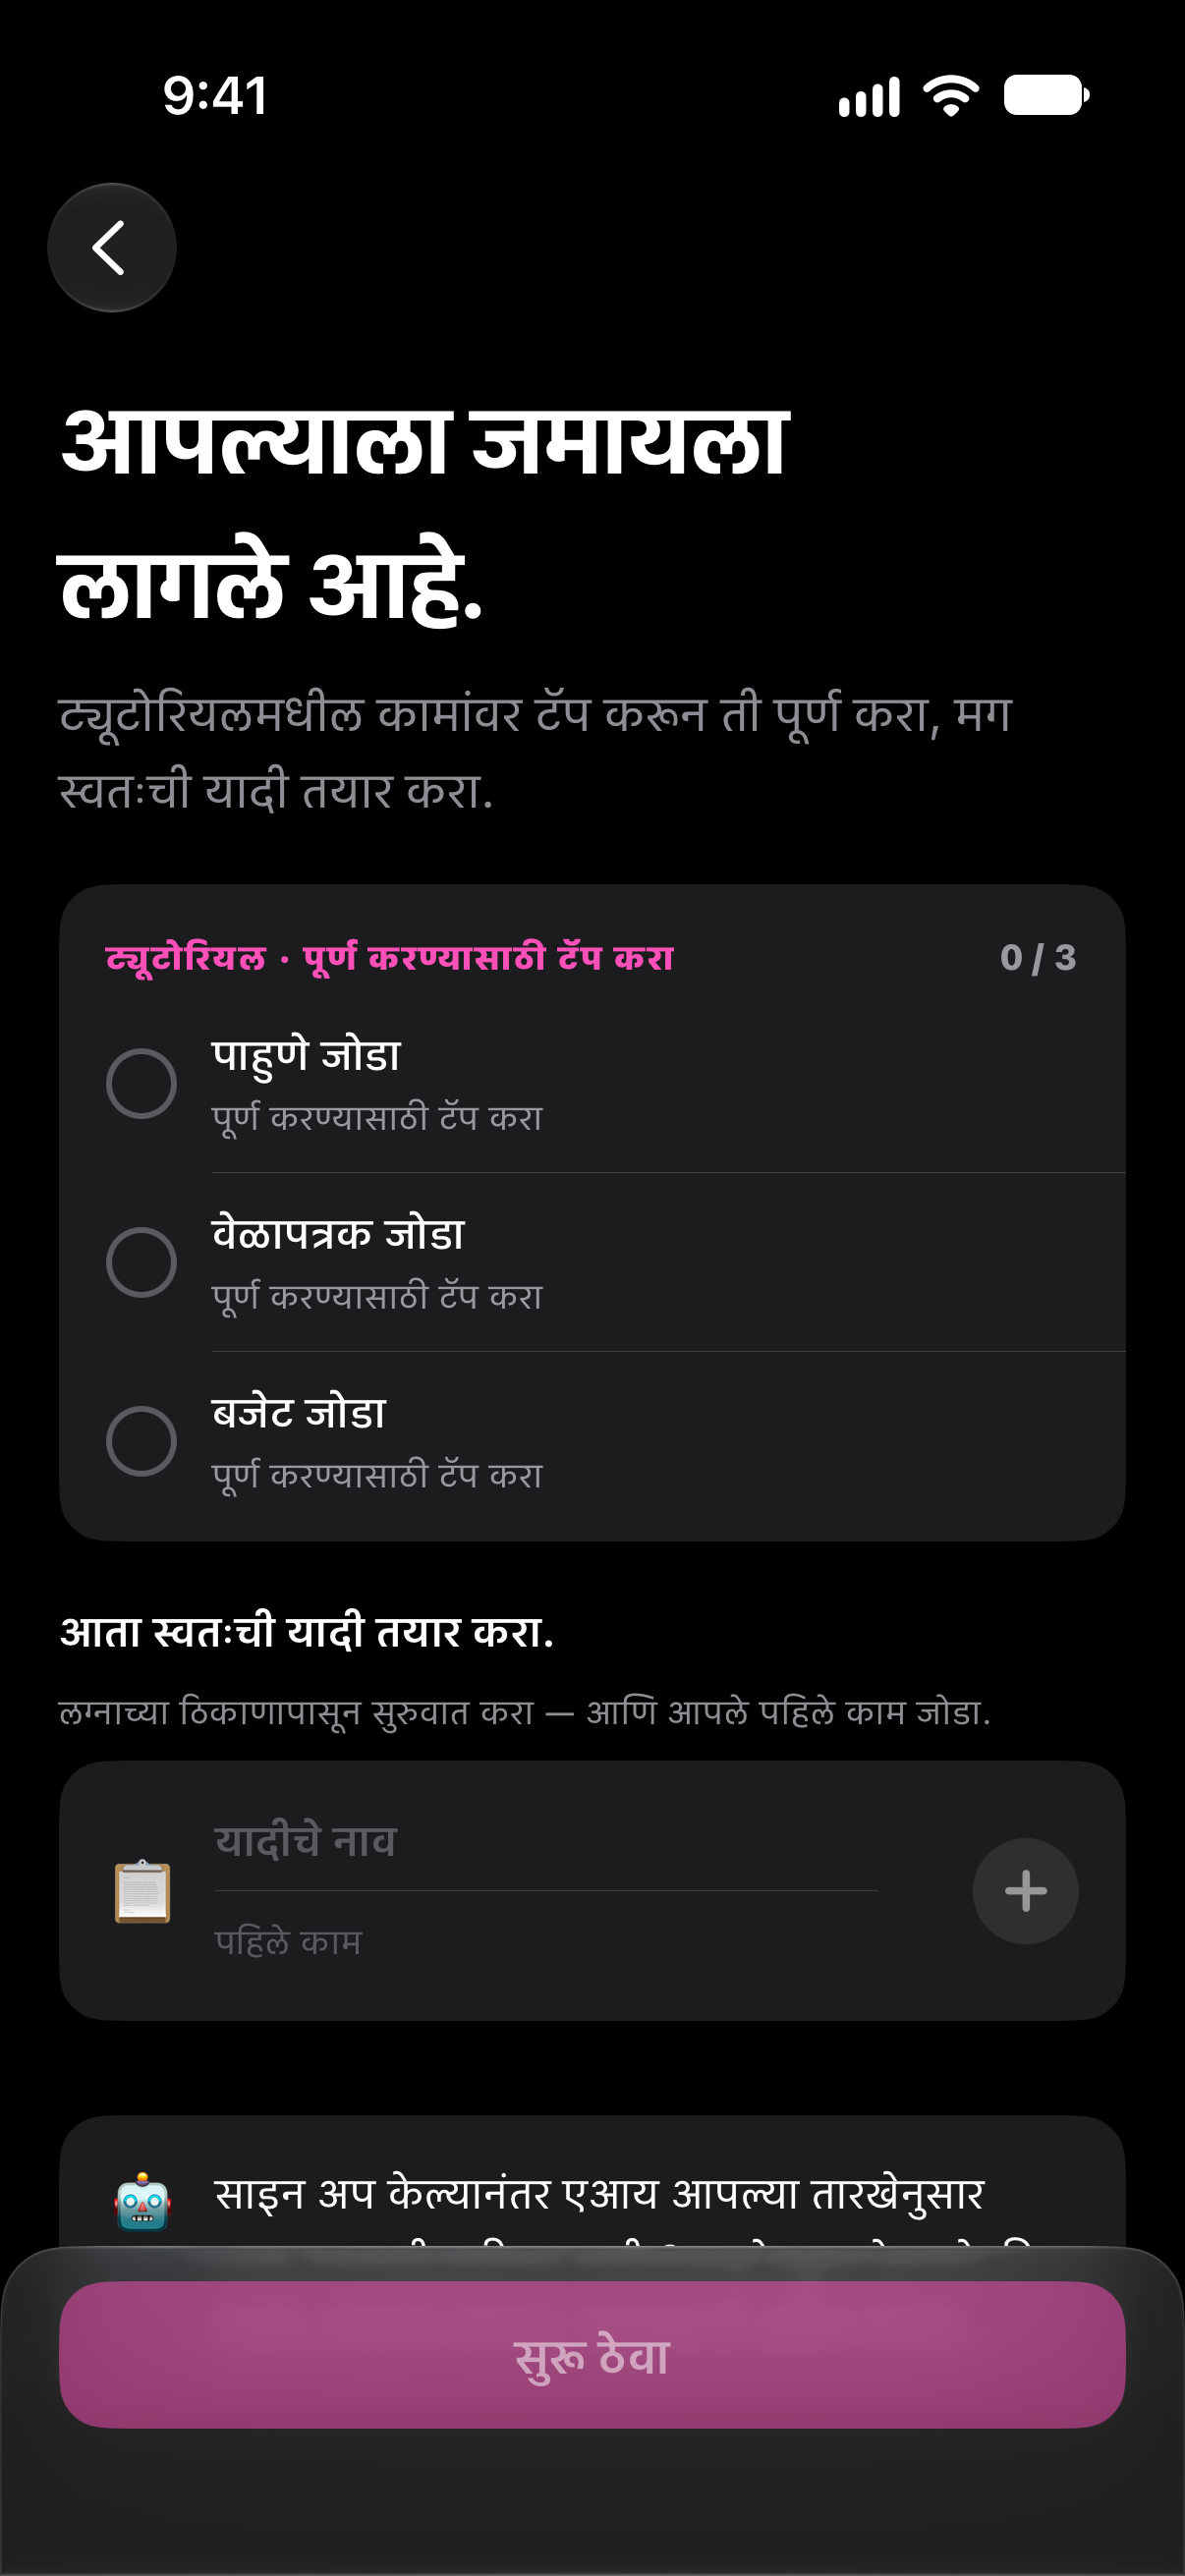 9:41
आपल्याला जमायला
लागले आहे.
ट्यूटोरियलमधील कामांवर टॅप करून ती पूर्ण करा, मग
स्वतःची यादी तयार करा.
ट्यूटोरियल · पूर्ण करण्यासाठी टॅप करा
0 / 3
पाहुणे जोडा
पूर्ण करण्यासाठी टॅप करा
वेळापत्रक जोडा
पूर्ण करण्यासाठी टॅप करा
बजेट जोडा
पूर्ण करण्यासाठी टॅप करा
आता स्वतःची यादी तयार करा.
लग्नाच्या ठिकाणापासून सुरुवात करा — आणि आपले पहिले काम जोडा.
यादीचे नाव
पहिले काम
साइन अप केल्यानंतर एआय आपल्या तारखेनुसार
सुरू ठेवा